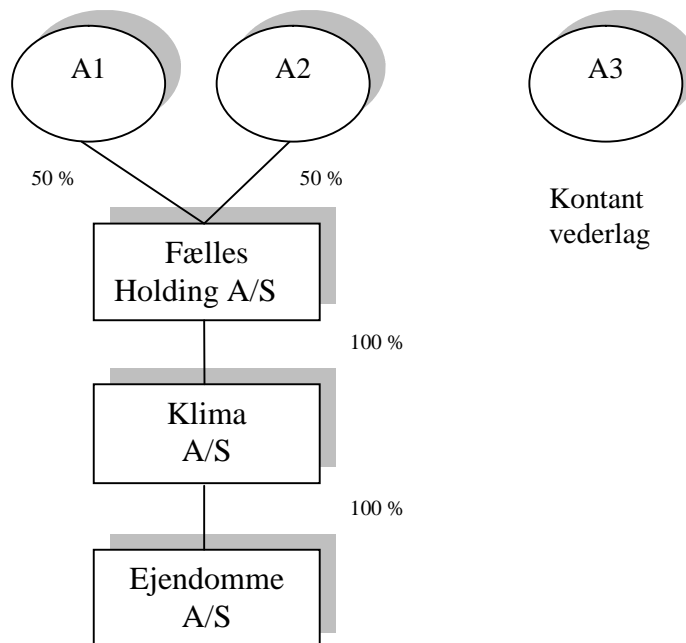 A1
A2
A3
50 %
50 %
Kontant
vederlag
Fælles
Holding A/S
100 %
Klima
A/S
100 %
Ejendomme
A/S